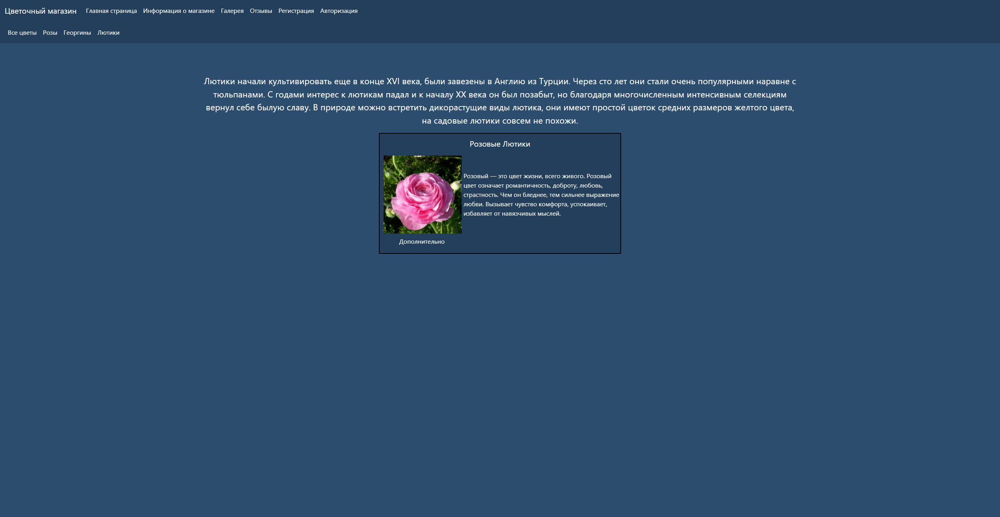 Цветочный магазин Главная страница Информация о магазине Галерея Отзывы Регистрация Авторизация
Все цветы Розы Георгины Лютики
Лютики начали культивировать еще в конце XVI века, были завезены в Англию из Турции. Через сто лет они стали очень популярными наравне с
тюльпанами. С годами интерес к лютикам падал и к началу XX века он был позабыт, но благодаря многочисленным интенсивным селекциям
вернул себе былую славу. В природе можно встретить дикорастущие виды лютика, они имеют простой цветок средних размеров желтого цвета,
на садовые лютики совсем не похожи.
Розовые Лютики
Розовый — это цвет жизни, всего живого. Розовый
цвет означает романтичность, доброту, любовь,
страстность. Чем он бледнее, тем сильнее выражение
любви. Вызывает чувство комфорта, успокаивает,
избавляет от навязчивых мыслей.
Дополнительно